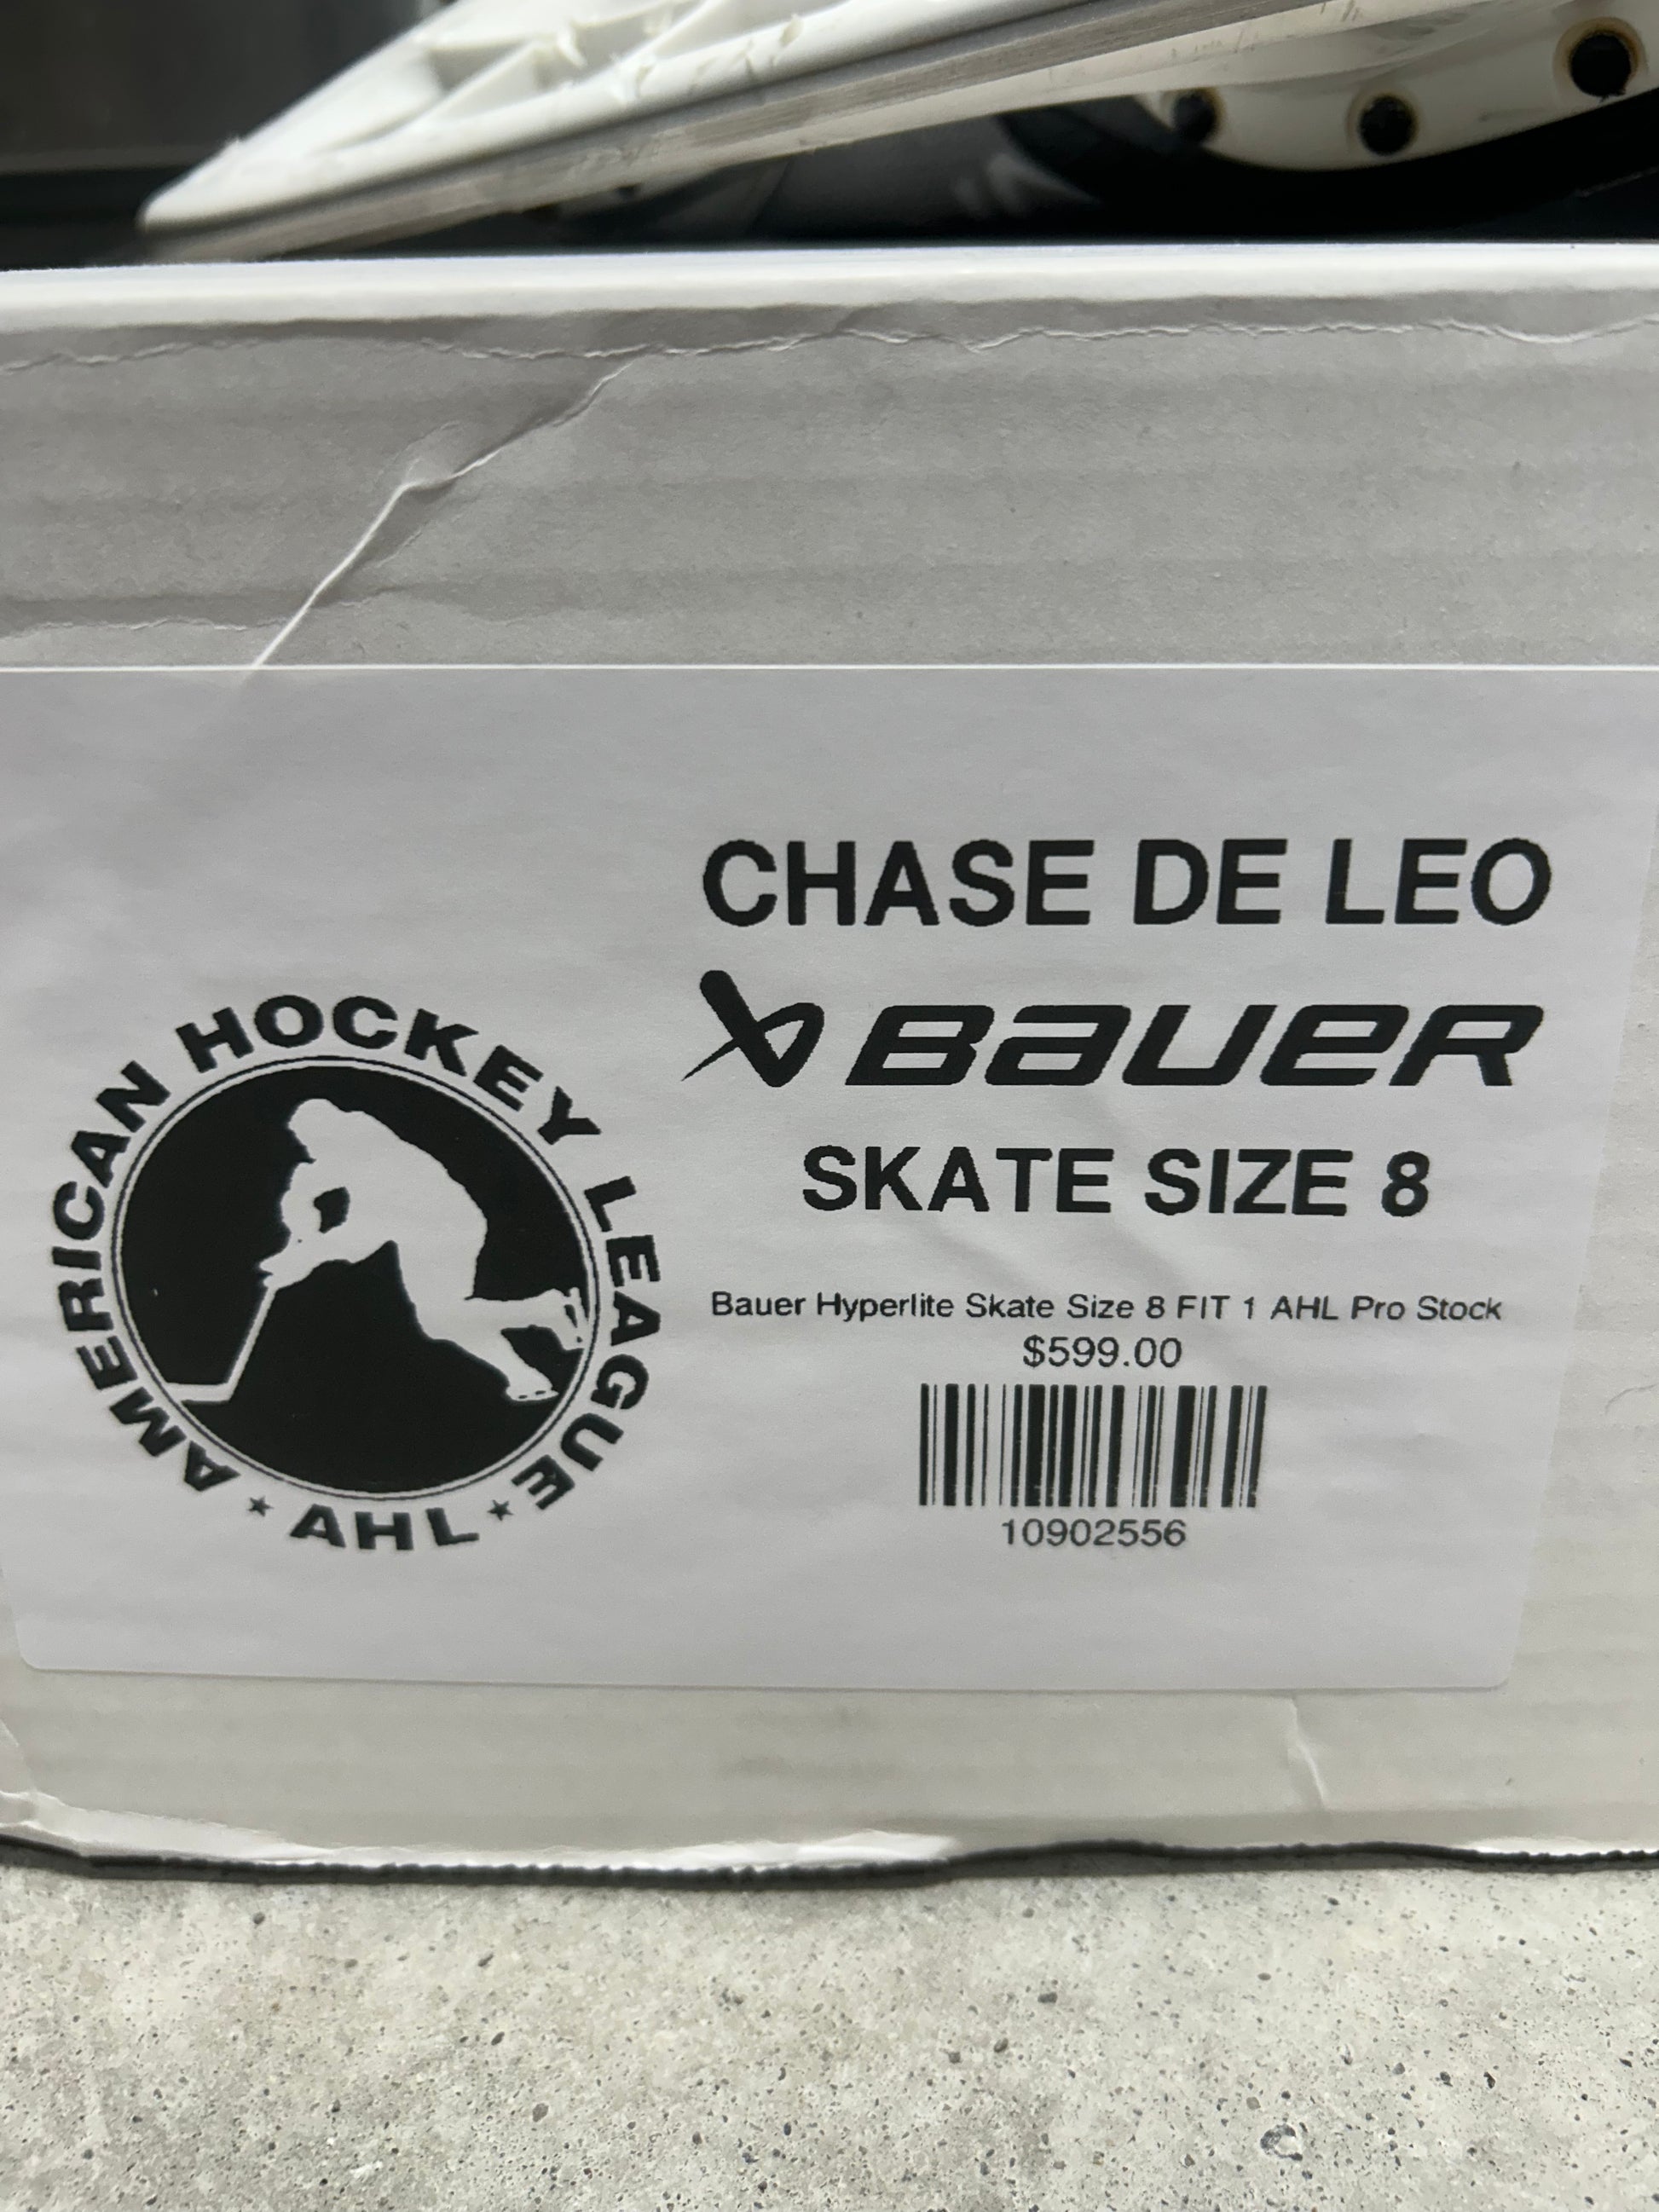 CHASE DE LEO
BAUER
SKATE SIZE 8
Bauer Hyperlite Skate Size 8 FIT 1 AHL Pro Stock
$599.00
10902556
AMERICAN HOCKEY LEAGUE
★ AHL ★